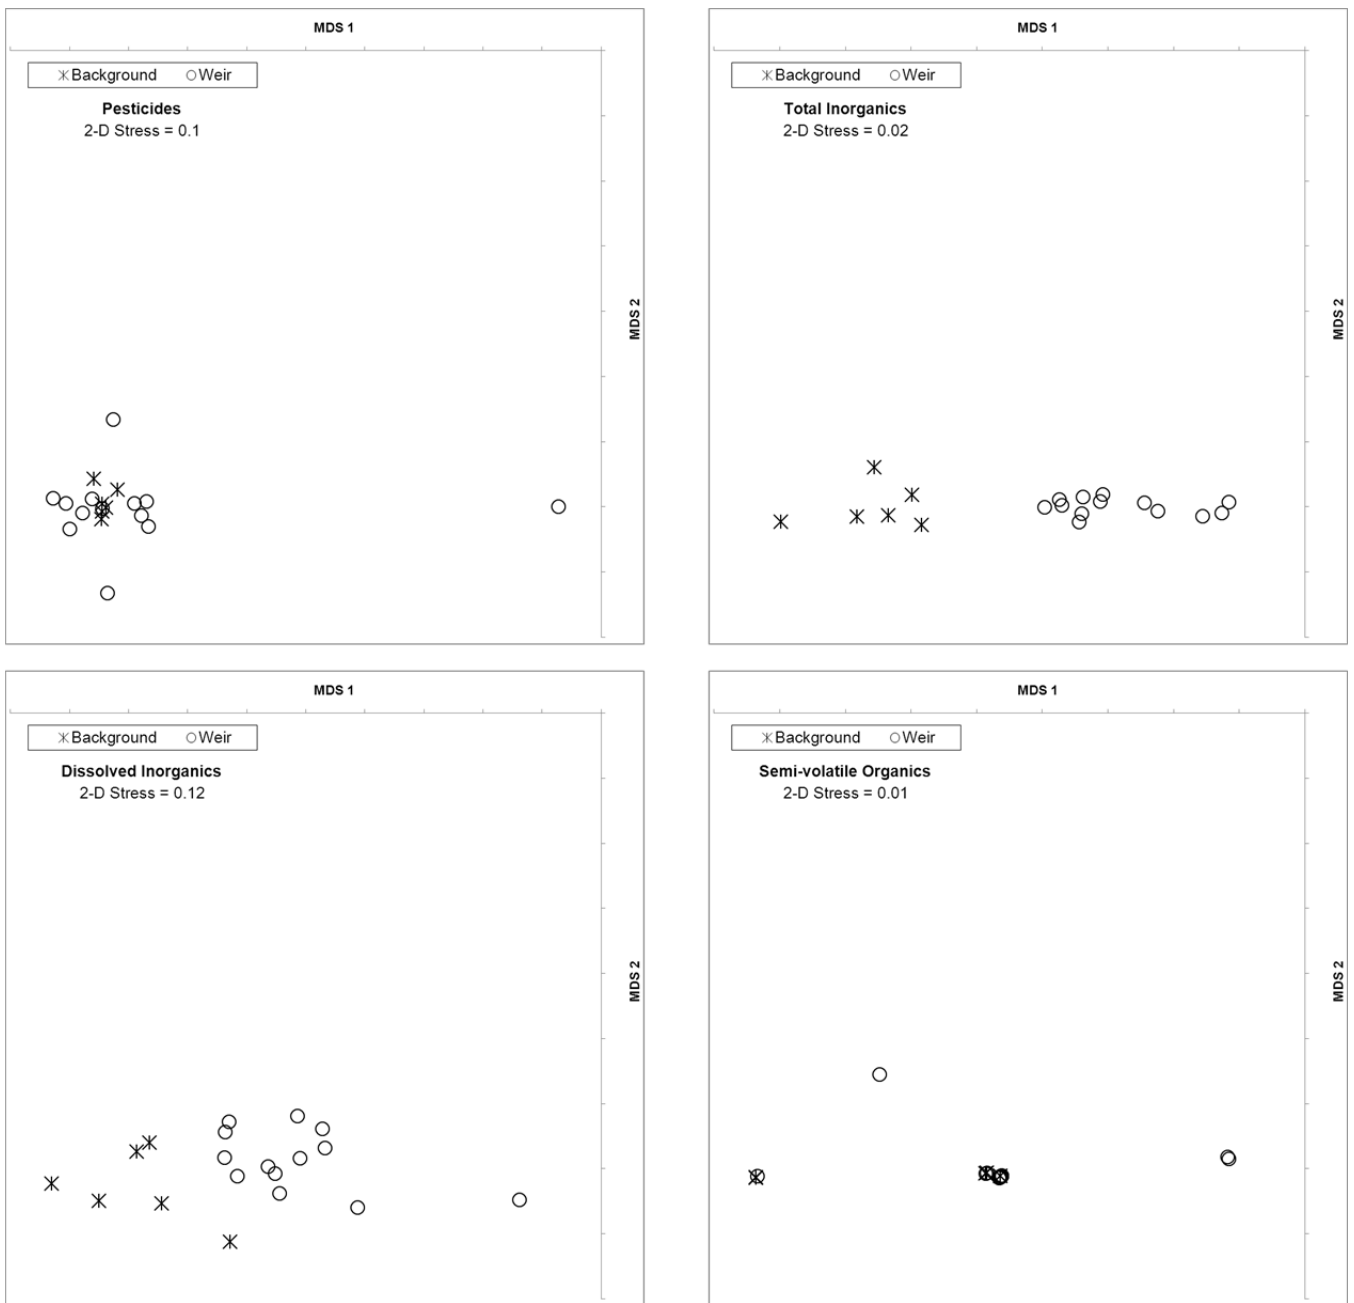 MDS 1
Background Weir
Pesticides
2-D Stress = 0.1
MDS 2
MDS 1
Background Weir
Total Inorganics
2-D Stress = 0.02
MDS 2
MDS 1
Background Weir
Dissolved Inorganics
2-D Stress = 0.12
MDS 2
MDS 1
Background Weir
Semi-volatile Organics
2-D Stress = 0.01
MDS 2